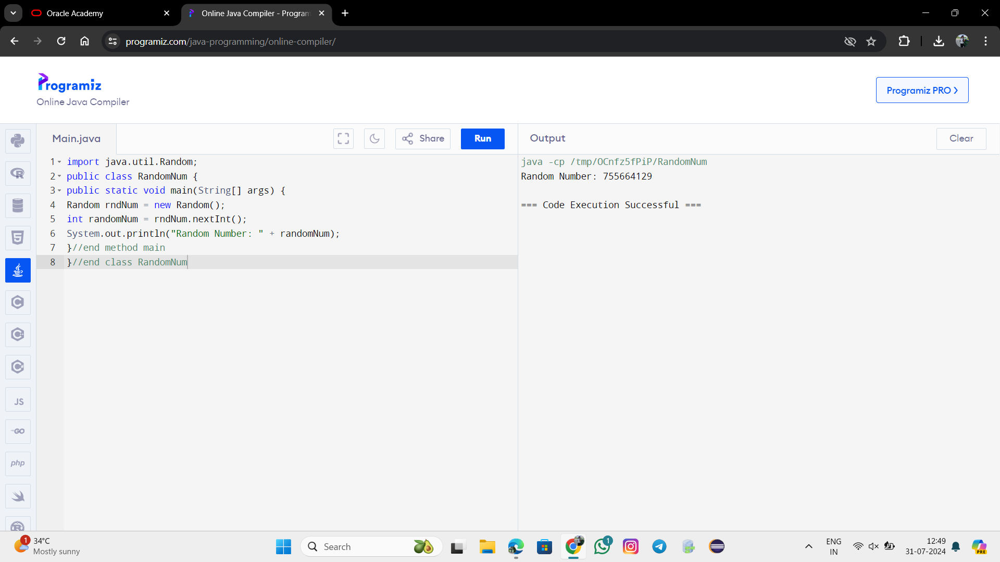 Oracle Academy
Online Java Compiler - Program
programiz.com/java-programming/online-compiler/
Programiz
Online Java Compiler
Programiz PRO
Main.java
Share
Run
Output
Clear
1 import java.util.Random;
2 public class RandomNum {
3 public static void main(String[] args) {
4 Random rndNum = new Random();
5 int randomNum = rndNum.nextInt();
6 System.out.println("Random Number: " + randomNum);
7 }//end method main
8 }//end class RandomNum
java -cp /tmp/OCnfz5fPiP/RandomNum
Random Number: 755664129
=== Code Execution Successful ===
R
5
C
C
C
JS
GO
php
R
1
34°C
Mostly sunny
Search
1
ENG
IN
12:49
31-07-2024
PRE